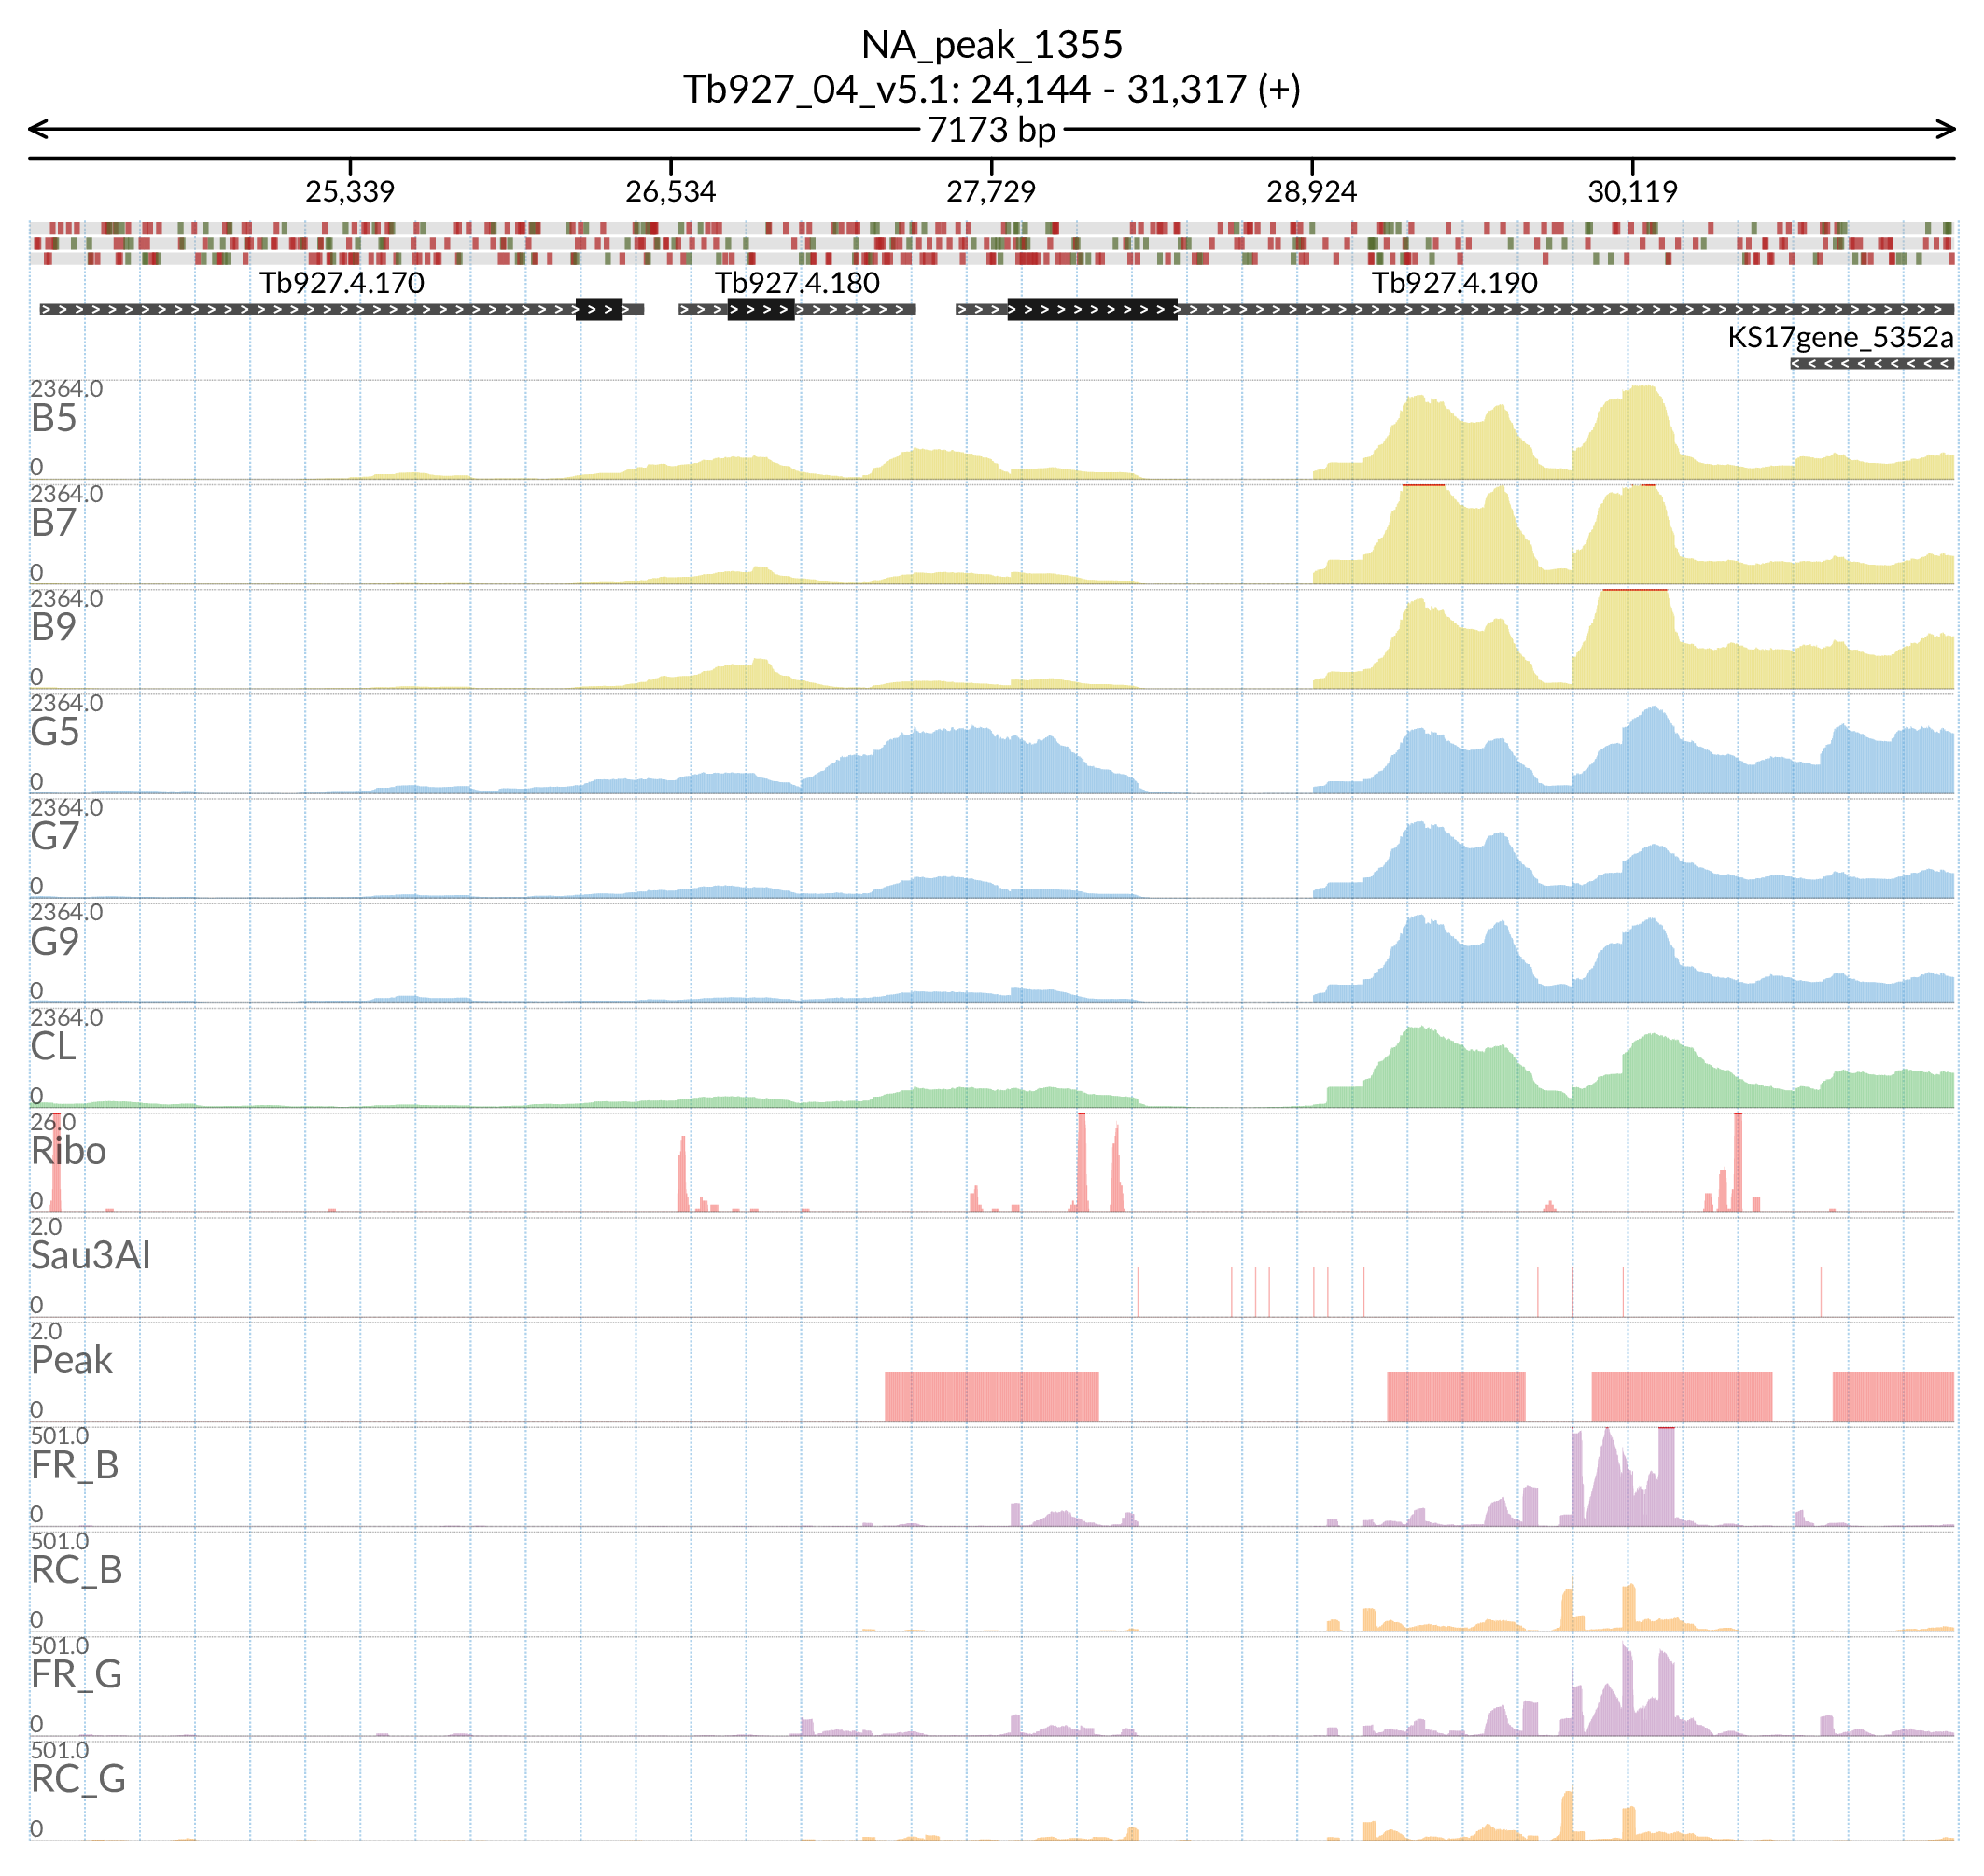 NA_peak_1355
Tb927_04_v5.1: 24,144 - 31,317 (+)
7173 bp
25,339 26,534 27,729 28,924 30,119
Tb927.4.170 Tb927.4.180 Tb927.4.190
KS17gene_5352a
2364.0
B5
0
2364.0
B7
0
2364.0
B9
0
2364.0
G5
0
2364.0
G7
0
2364.0
G9
0
2364.0
CL
0
26.0
Ribo
0
2.0
Sau3AI
0
2.0
Peak
0
501.0
FR_B
0
501.0
RC_B
0
501.0
FR_G
0
501.0
RC_G
0